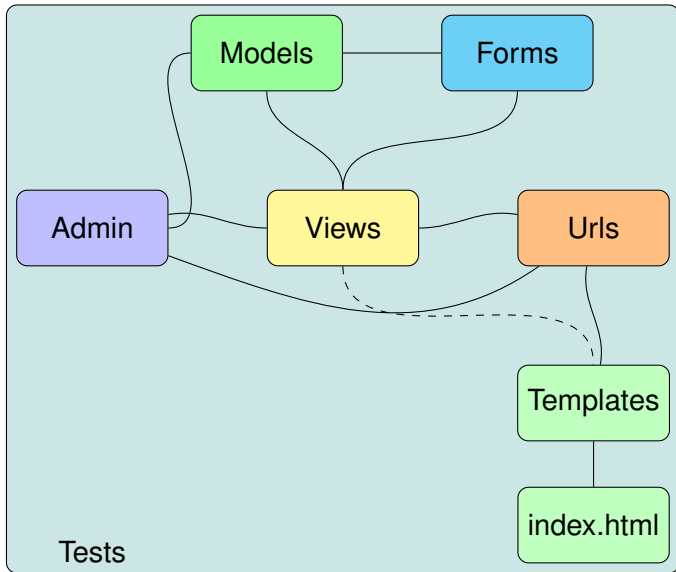 Models
Forms
Admin
Views
Urls
Templates
index.html
Tests